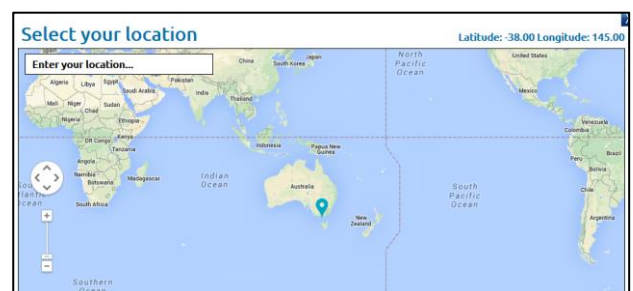 Select your location
Latitude: -38.00 Longitude: 145.00
Enter your location...
Spain
China
South Korea
Japan
North
Pacific
Ocean
United States
Algeria
Libya
Egypt
Saudi Arabia
Pakistan
India
Thailand
Mexico
Mali
Niger
Chad
Sudan
Nigeria
Ethiopia
Venezuela
Colombia
DR Congo
Kenya
Tanzania
Indonesia
Papua New
Guinea
Peru
Brazil
Angola
Namibia
Botswana
Madagascar
Indian
Ocean
Australia
South
Pacific
Ocean
Bolivia
Chile
South Africa
New
Zealand
Argentina
Southern
Ocean